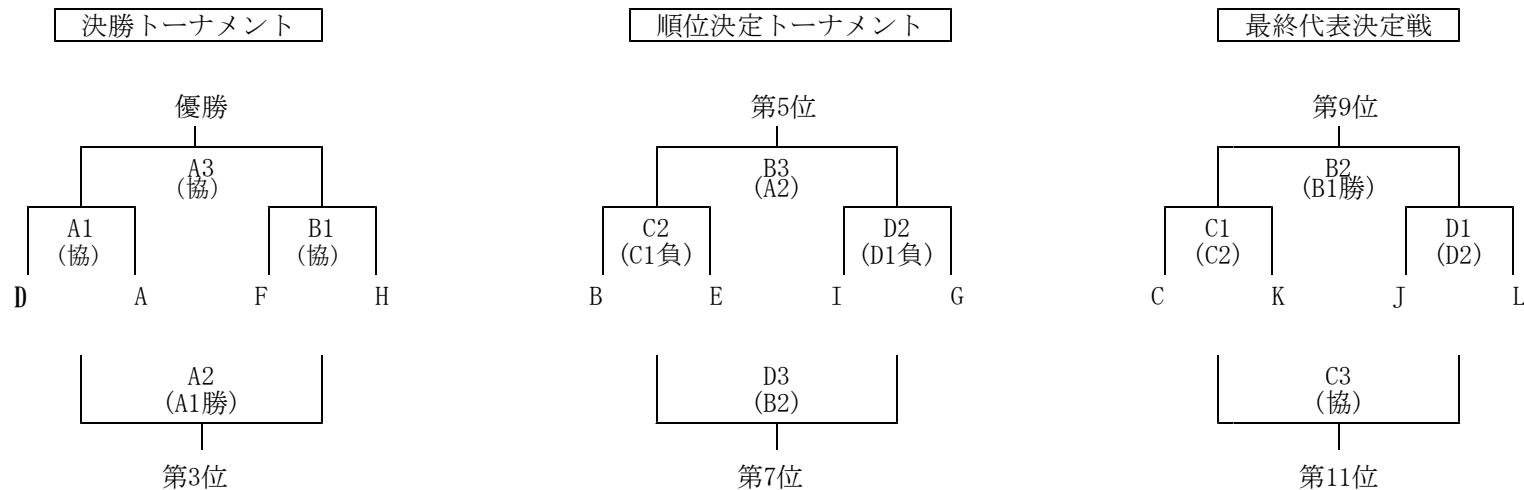 決勝トーナメント
順位決定トーナメント
最終代表決定戦
優勝
第5位
第9位
A3
(協)
B3
(A2)
B2
(B1勝)
A1
(協)
B1
(協)
C2
(C1負)
D2
(D1負)
C1
(C2)
D1
(D2)
D
A
F
H
B
E
I
G
C
K
J
L
A2
(A1勝)
D3
(B2)
C3
(協)
第3位
第7位
第11位